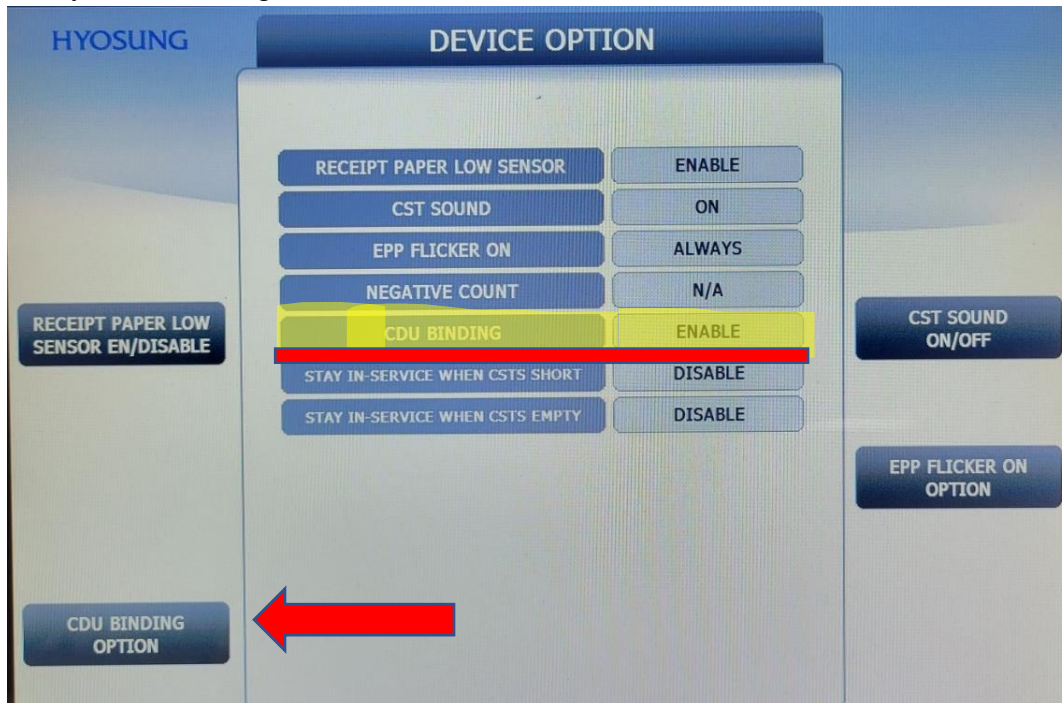 HYOSUNG
DEVICE OPTION
RECEIPT PAPER LOW SENSOR ENABLE
CST SOUND ON
EPP FLICKER ON ALWAYS
NEGATIVE COUNT N/A
CDU BINDING ENABLE
STAY IN-SERVICE WHEN CSTS SHORT DISABLE
STAY IN-SERVICE WHEN CSTS EMPTY DISABLE
RECEIPT PAPER LOW
SENSOR EN/DISABLE
CST SOUND
ON/OFF
EPP FLICKER ON
OPTION
CDU BINDING
OPTION